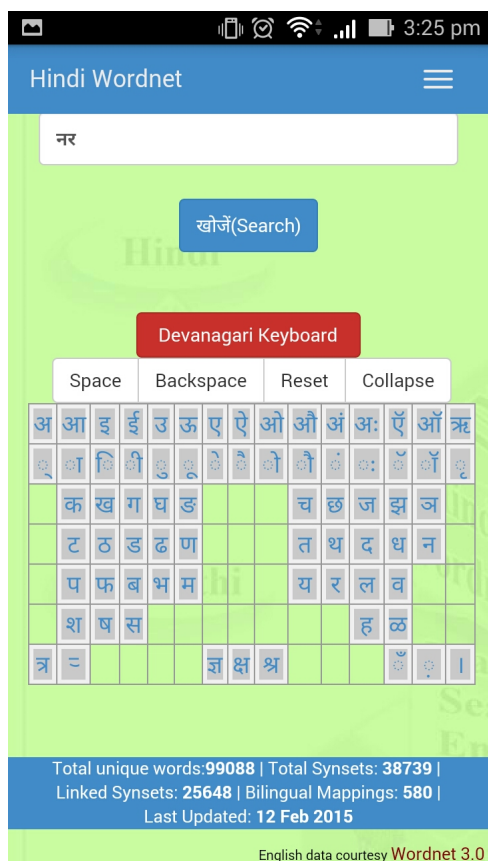 3:25 pm
Hindi Wordnet
नर
खोजें(Search)
Hindi
Devanagari Keyboard
Space Backspace Reset Collapse
अ आ इ ई उ ऊ ए ऐ ओ औ अं अः ऍ ऑ ऋ
् ा ि ी ु ू े ै ो ौ ं ः ॅ ॉ ृ
क ख ग घ ङ च छ ज झ ञ
ट ठ ड ढ ण त थ द ध न
प फ ब भ म य र ल व
श ष स ह ळ
त्र ज्ञ क्ष श्र ँ ़ ।
Total unique words:99088 | Total Synsets: 38739 |
Linked Synsets: 25648 | Bilingual Mappings: 580 |
Last Updated: 12 Feb 2015
English data courtesy Wordnet 3.0